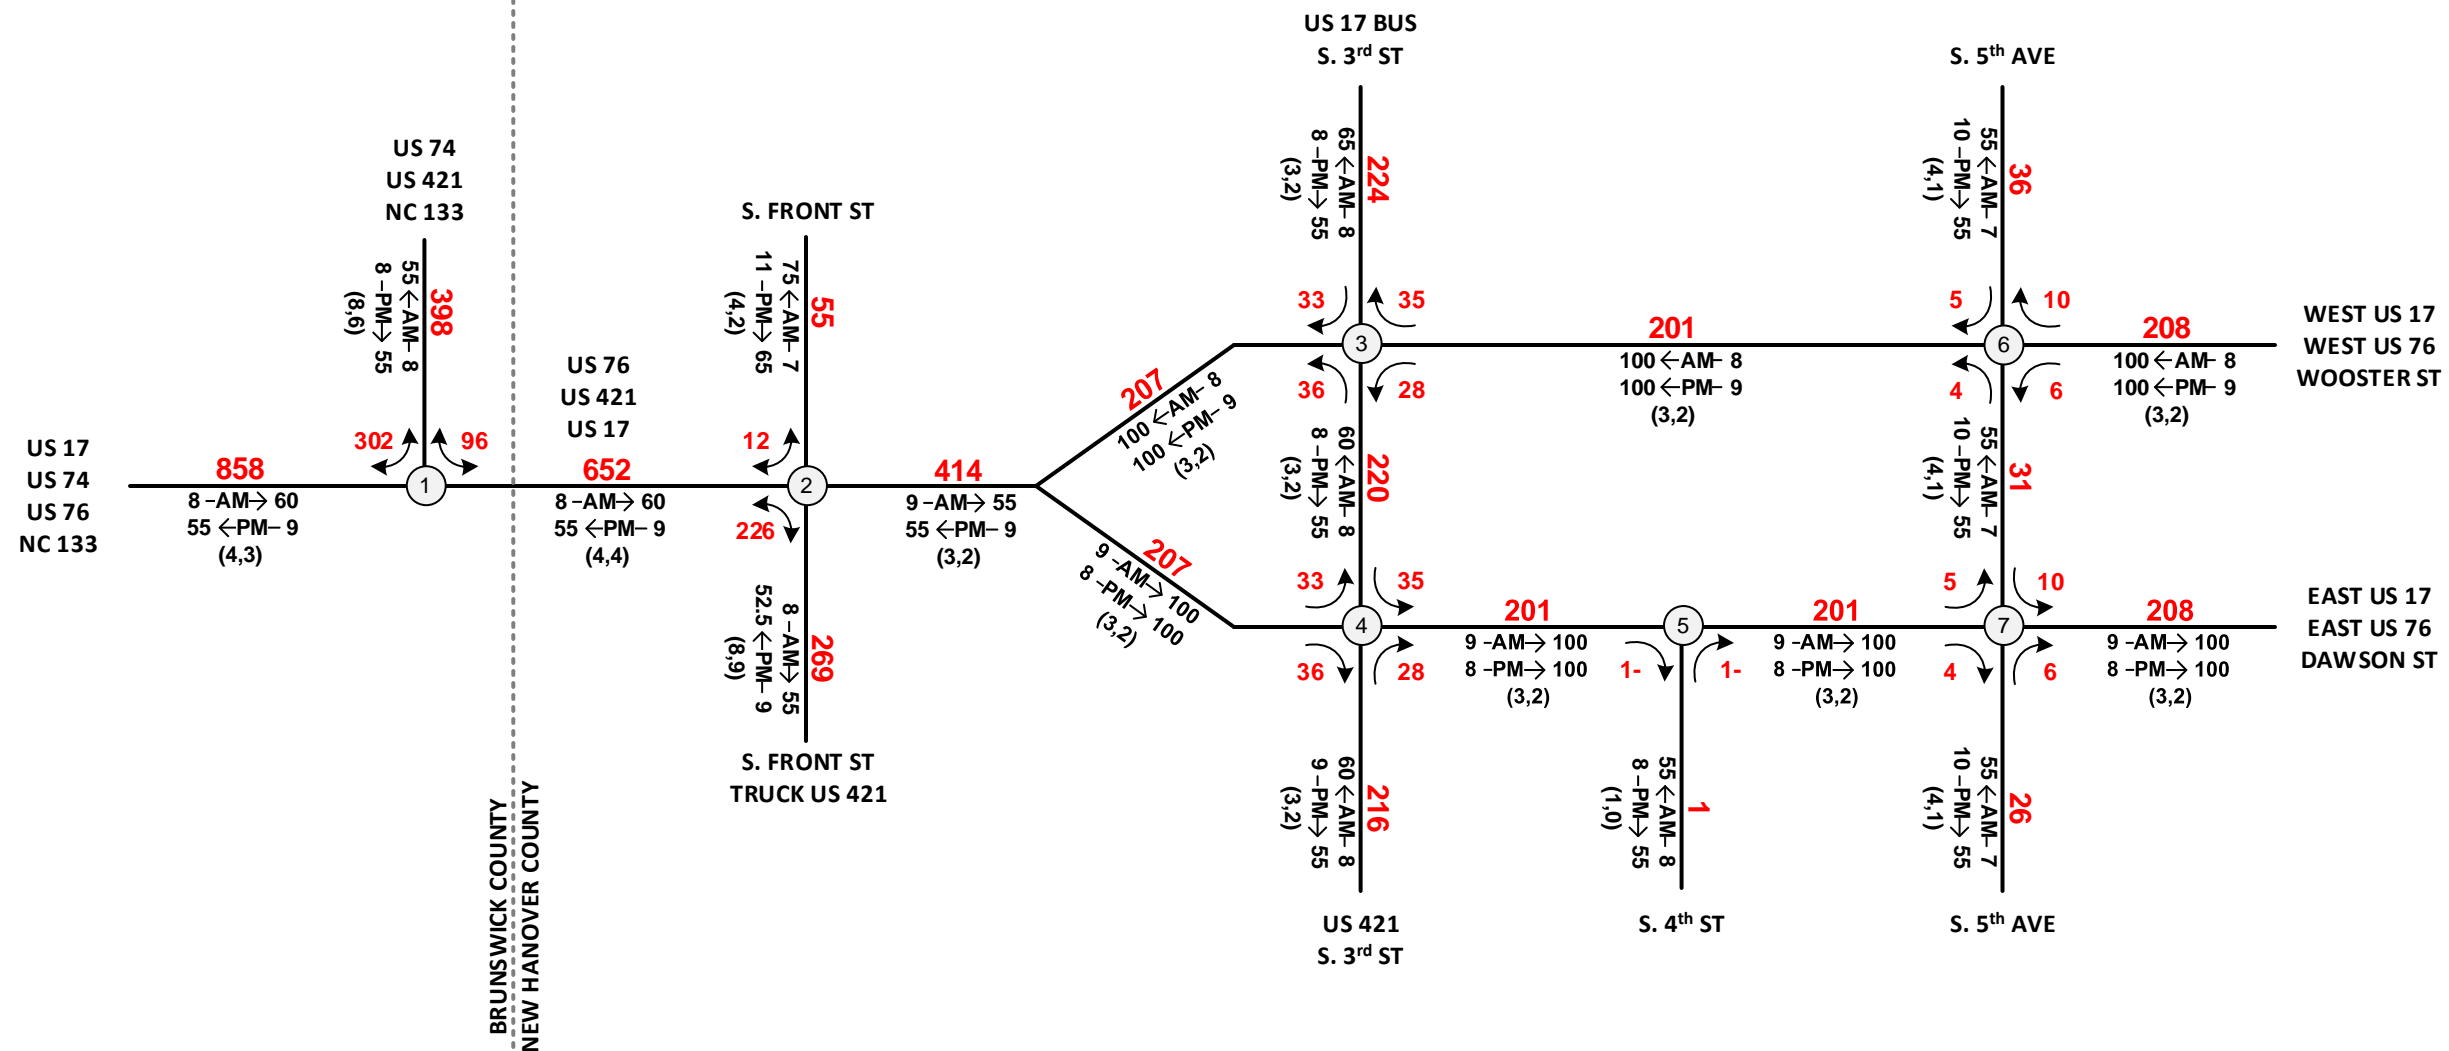 US 17 BUS
S. 3rd ST
S. 5th AVE
US 74
US 421
NC 133
S. FRONT ST
398
55 ←AM– 8
8 –PM→ 55
(8,6)
55
75 ←AM– 7
11 –PM→ 65
(4,2)
224
65 ←AM– 8
8 –PM→ 55
(3,2)
36
55 ←AM– 7
10 –PM→ 55
(4,1)
US 17
US 74
US 76
NC 133
858
8 –AM→ 60
55 ←PM– 9
(4,3)
302
96
1
US 76
US 421
US 17
652
8 –AM→ 60
55 ←PM– 9
(4,4)
12
226
2
414
9 –AM→ 55
55 ←PM– 9
(3,2)
269
8 –AM→ 55
52.5 ←PM– 9
(8,9)
S. FRONT ST
TRUCK US 421
207
100 ←AM– 8
100 ←PM– 9
(3,2)
207
9 –AM→ 100
8 –PM→ 100
(3,2)
33
35
3
36
28
201
100 ←AM– 8
100 ←PM– 9
(3,2)
5
10
6
4
6
208
100 ←AM– 8
100 ←PM– 9
(3,2)
WEST US 17
WEST US 76
WOOSTER ST
220
60 ←AM– 8
8 –PM→ 55
(3,2)
31
55 ←AM– 7
10 –PM→ 55
(4,1)
33
35
4
36
28
201
9 –AM→ 100
8 –PM→ 100
(3,2)
5
1-
1-
201
9 –AM→ 100
8 –PM→ 100
(3,2)
5
10
7
4
6
208
9 –AM→ 100
8 –PM→ 100
(3,2)
EAST US 17
EAST US 76
DAWSON ST
216
60 ←AM– 8
9 –PM→ 55
(3,2)
1
55 ←AM– 8
8 –PM→ 55
(1,0)
26
55 ←AM– 7
10 –PM→ 55
(4,1)
US 421
S. 3rd ST
S. 4th ST
S. 5th AVE
BRUNSWICK COUNTY
NEW HANOVER COUNTY